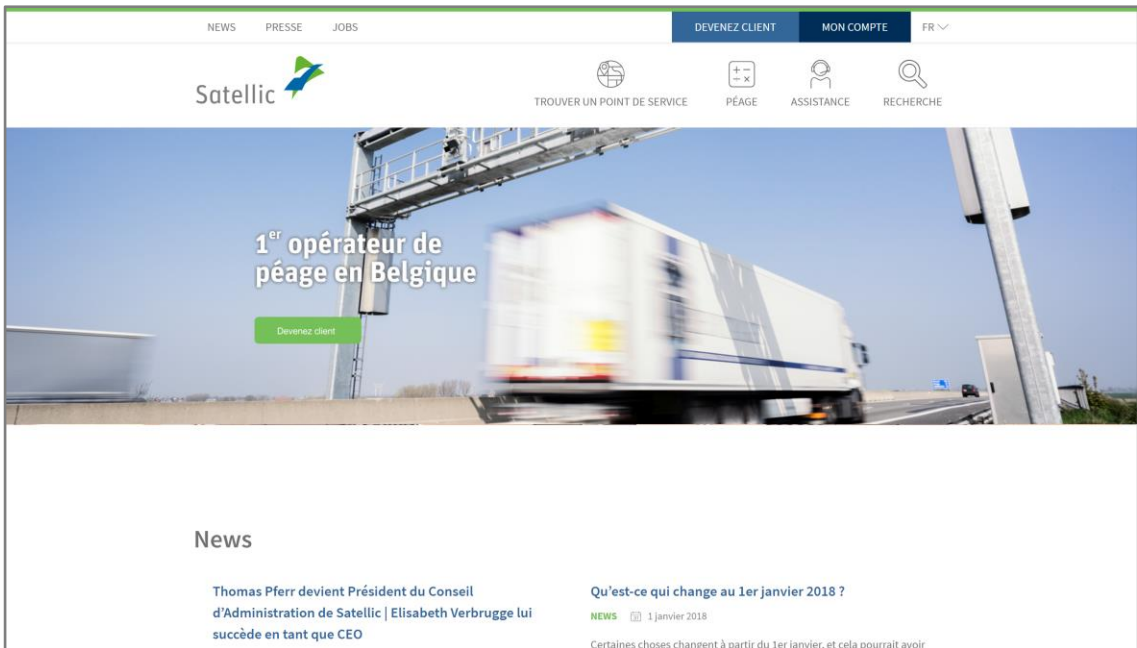 NEWS PRESSE JOBS DEVENEZ CLIENT MON COMPTE FR
Satellic
TROUVER UN POINT DE SERVICE PÉAGE ASSISTANCE RECHERCHE
1er opérateur de
péage en Belgique
Devenez client
News
Thomas Pferr devient Président du Conseil
d'Administration de Satellic | Elisabeth Verbrugge lui
succède en tant que CEO
Qu'est-ce qui change au 1er janvier 2018 ?
NEWS 1 janvier 2018
Certaines choses changent à partir du 1er janvier, et cela pourrait avoir